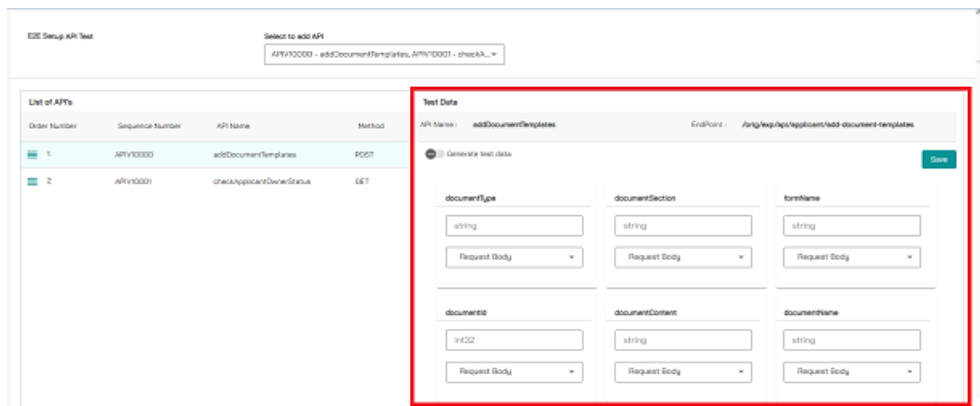 E2E Setup API Test
Select to add API
APIV10000 - addDocumentTemplates, APIV10001 - checkA...
List of API's
Order Number Sequence Number API Name Method
1 APIV10000 addDocumentTemplates POST
2 APIV10001 checkApplicantOwnerStatus GET
Test Data
API Name : addDocumentTemplates EndPoint : /orig/exp/api/applicant/add-document-templates
Generate test data
Save
documentType documentSection formName
string string string
Request Body Request Body Request Body
documentId documentContent documentName
int32 string string
Request Body Request Body Request Body